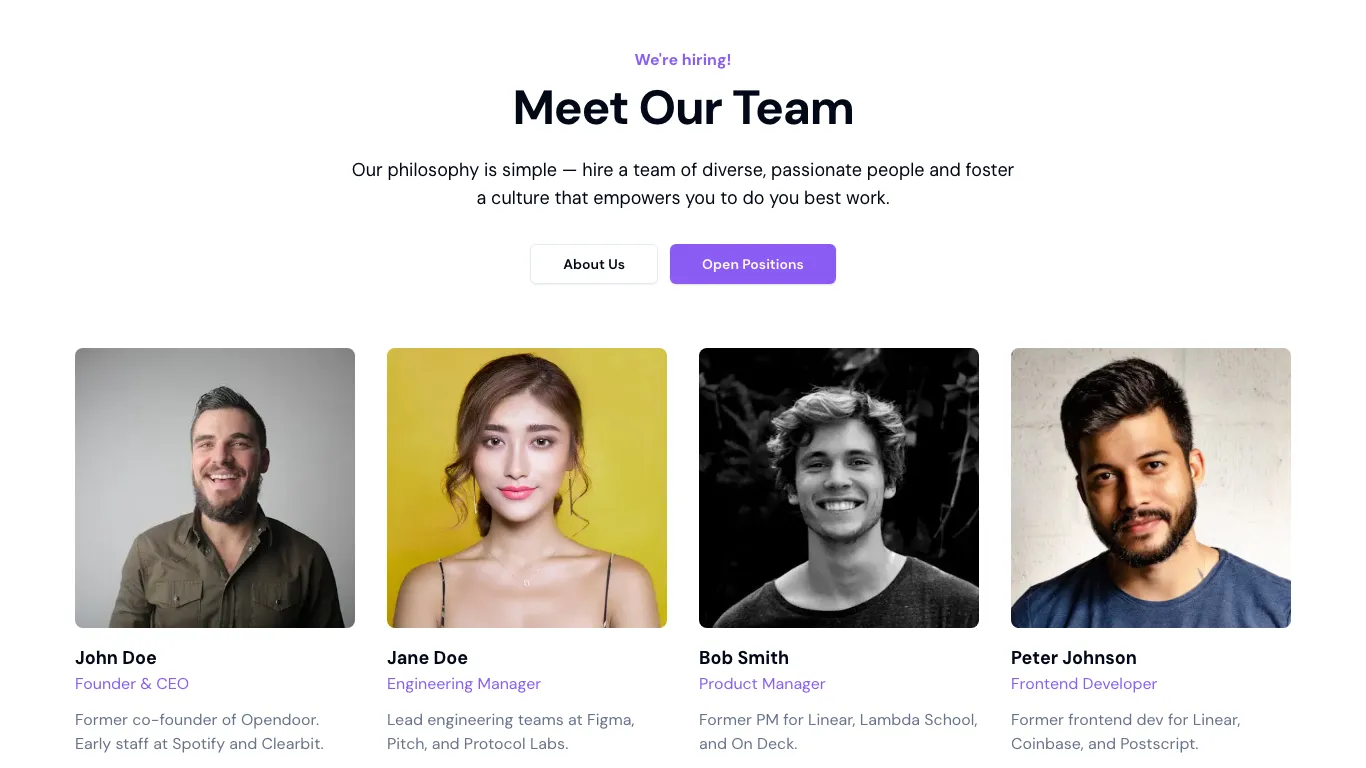 We're hiring!
Meet Our Team
Our philosophy is simple — hire a team of diverse, passionate people and foster
a culture that empowers you to do you best work.
About Us
Open Positions
John Doe
Founder & CEO
Former co-founder of Opendoor.
Early staff at Spotify and Clearbit.
Jane Doe
Engineering Manager
Lead engineering teams at Figma,
Pitch, and Protocol Labs.
Bob Smith
Product Manager
Former PM for Linear, Lambda School,
and On Deck.
Peter Johnson
Frontend Developer
Former frontend dev for Linear,
Coinbase, and Postscript.